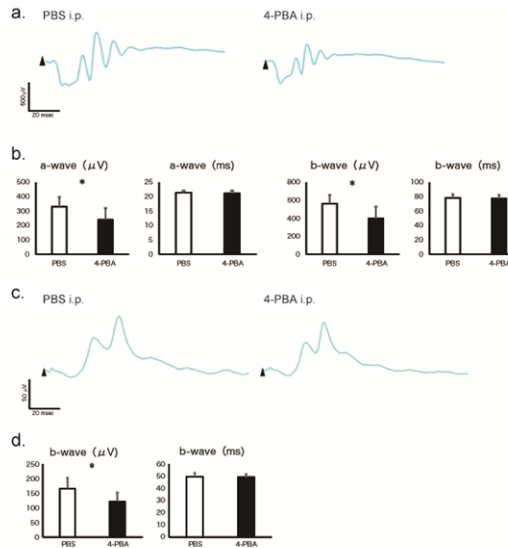 a.
PBS i.p.
4-PBA i.p.
500μV
20 msec
b.
a-wave (μV)
400
300
200
100
0
*
PBS
4-PBA
a-wave (ms)
25
20
15
10
5
0
PBS
4-PBA
b-wave (μV)
800
600
400
200
0
*
PBS
4-PBA
b-wave (ms)
100
80
60
40
20
0
PBS
4-PBA
c.
PBS i.p.
4-PBA i.p.
50 μV
20 msec
d.
b-wave (μV)
250
200
150
100
50
0
*
PBS
4-PBA
b-wave (ms)
60
50
40
30
20
10
0
PBS
4-PBA